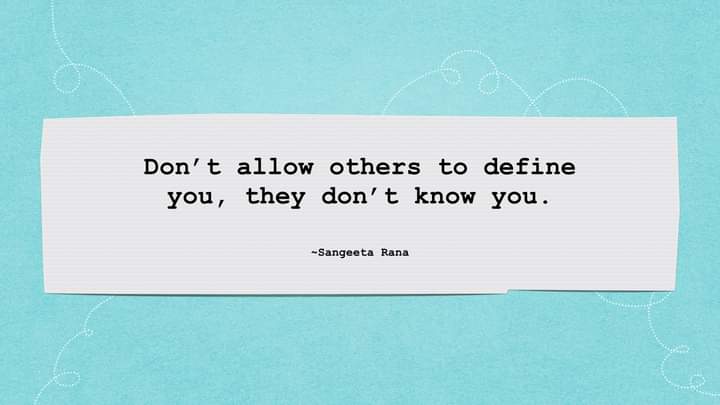 Don’t allow others to define
you, they don’t know you.
~Sangeeta Rana